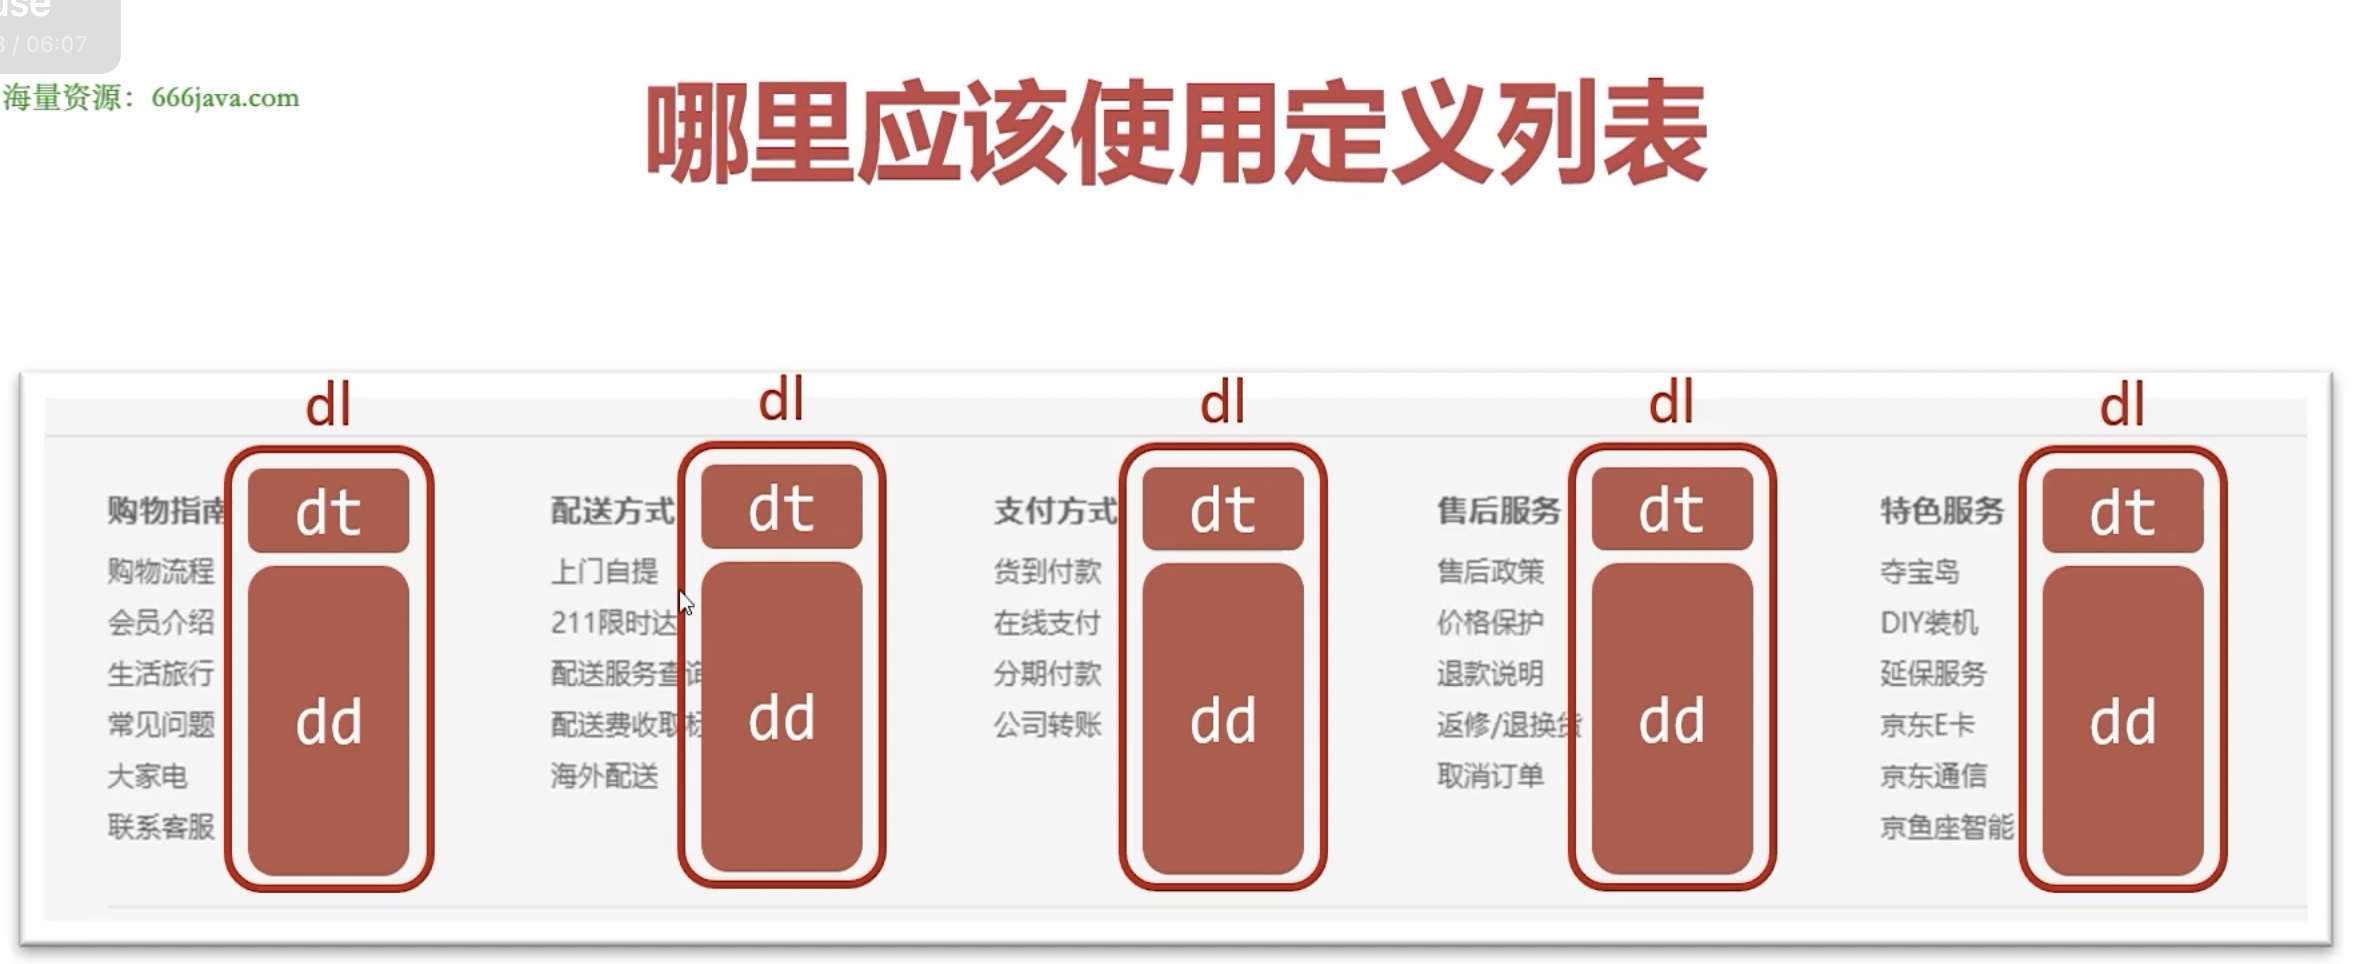 / 06:07
海量资源：666java.com
哪里应该使用定义列表
dl dl dl dl dl
购物指南 dt 配送方式 dt 支付方式 dt 售后服务 dt 特色服务 dt
购物流程 上门自提 货到付款 售后政策 夺宝岛
会员介绍 211限时达 在线支付 价格保护 DIY装机
生活旅行 配送服务查询 分期付款 退款说明 延保服务
常见问题 dd 配送费收取标 dd 公司转账 dd 返修/退换货 dd 京东E卡 dd
大家电 海外配送 取消订单 京东通信
联系客服 京鱼座智能